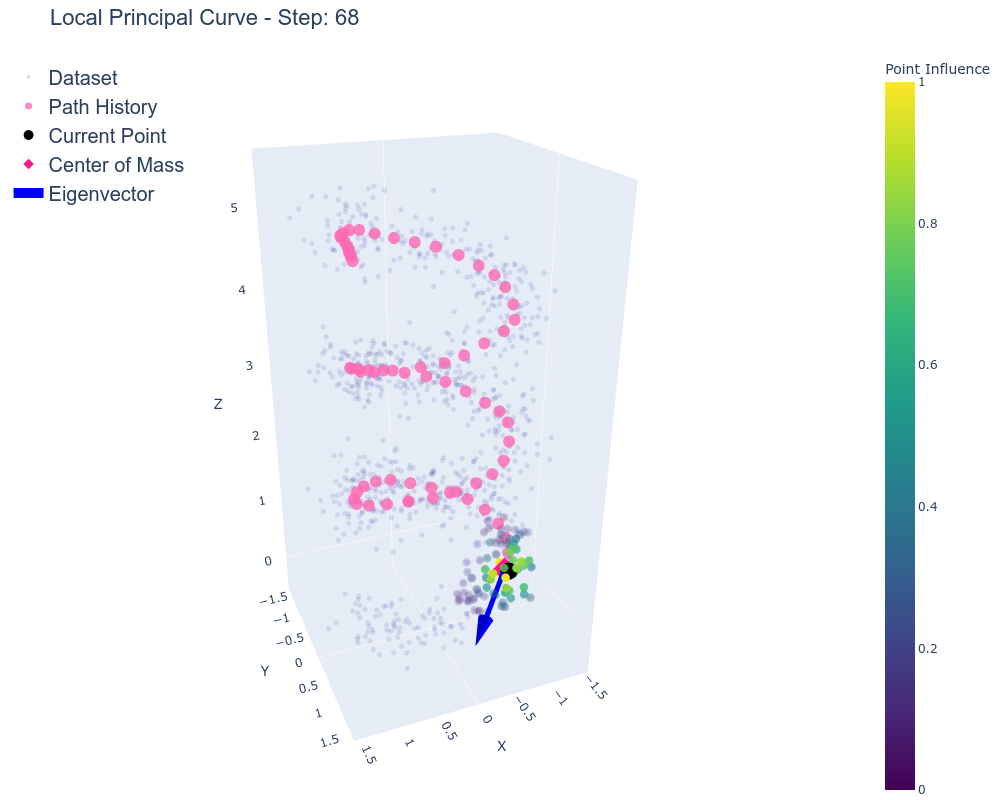 Local Principal Curve - Step: 68
Dataset
Path History
Current Point
Center of Mass
Eigenvector
Point Influence
1
0.8
0.6
0.4
0.2
0
5
4
3
2
1
0
Z
−1.5
−1
−0.5
0
0.5
1
1.5
Y
1.5
1
0.5
0
−0.5
−1
−1.5
X